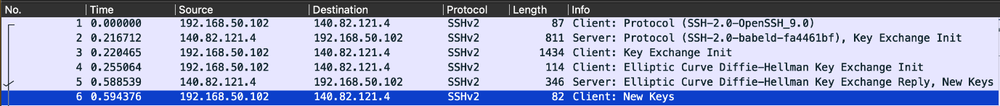 No. Time Source Destination Protocol Length Info
1 0.000000 192.168.50.102 140.82.121.4 SSHv2 87 Client: Protocol (SSH-2.0-OpenSSH_9.0)
2 0.216712 140.82.121.4 192.168.50.102 SSHv2 811 Server: Protocol (SSH-2.0-babeld-fa4461bf), Key Exchange Init
3 0.220465 192.168.50.102 140.82.121.4 SSHv2 1434 Client: Key Exchange Init
4 0.255064 192.168.50.102 140.82.121.4 SSHv2 114 Client: Elliptic Curve Diffie-Hellman Key Exchange Init
5 0.588539 140.82.121.4 192.168.50.102 SSHv2 346 Server: Elliptic Curve Diffie-Hellman Key Exchange Reply, New Keys
6 0.594376 192.168.50.102 140.82.121.4 SSHv2 82 Client: New Keys